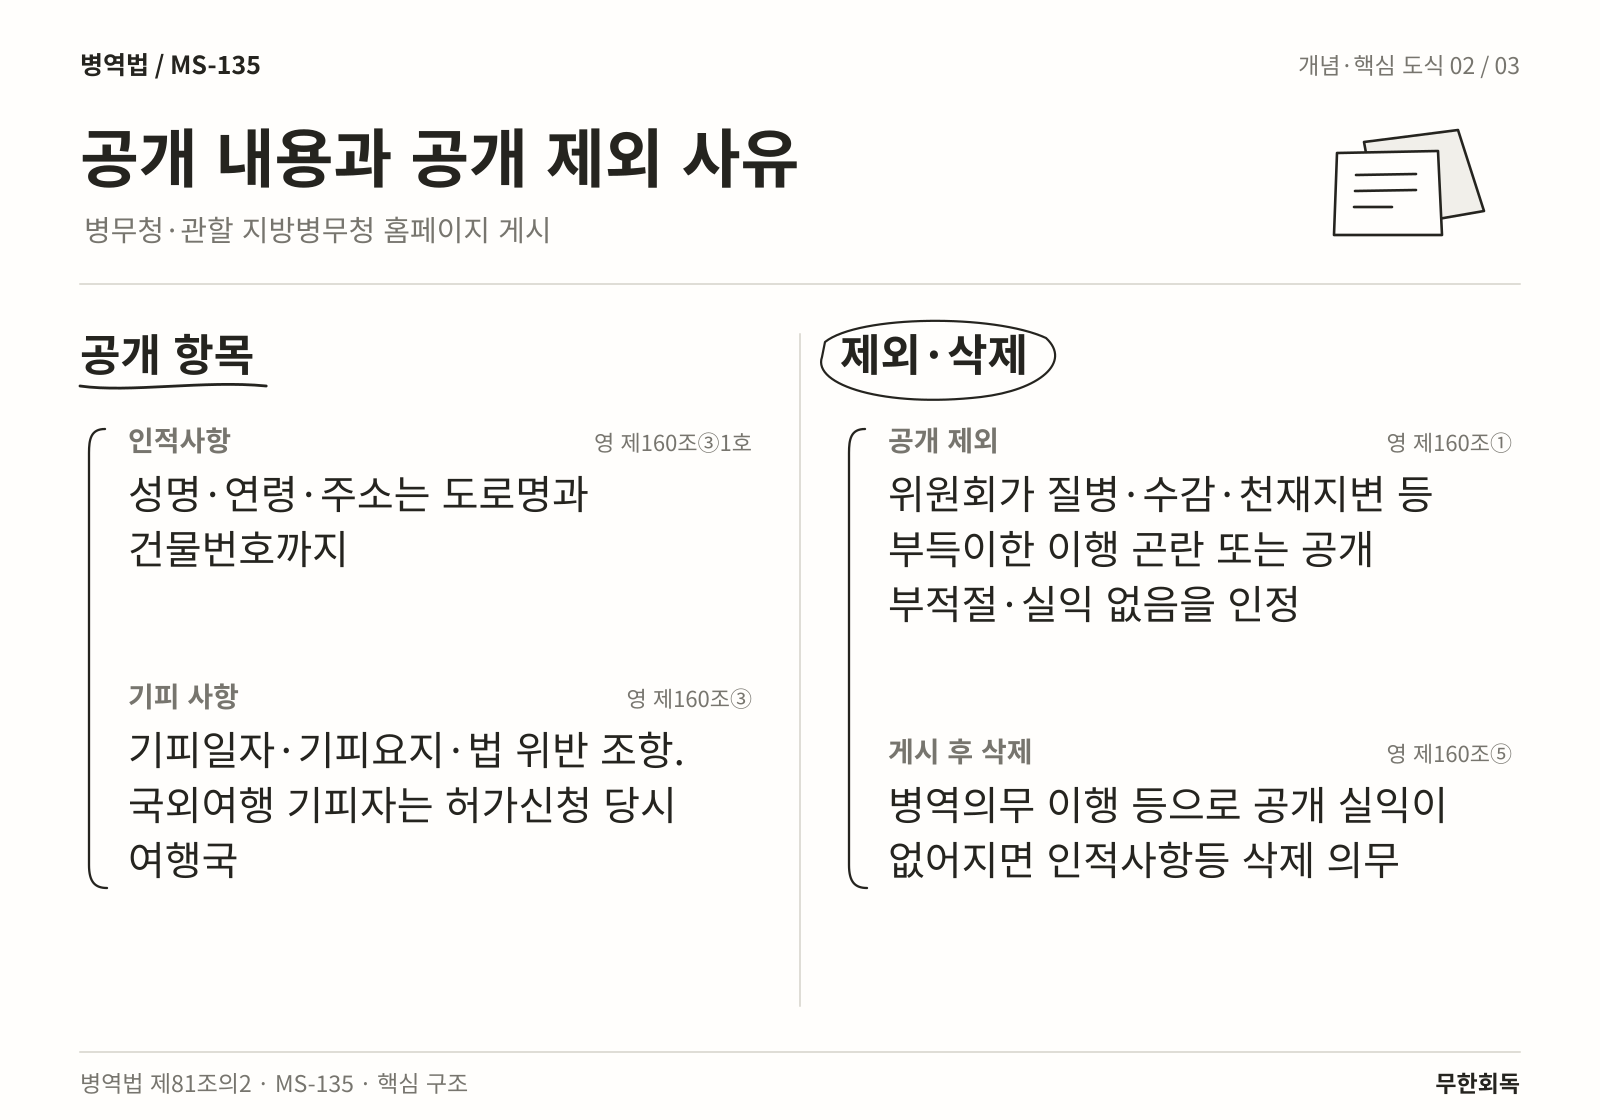 병역법 / MS-135
개념·핵심 도식 02 / 03
공개 내용과 공개 제외 사유
병무청·관할 지방병무청 홈페이지 게시
공개 항목
인적사항
영 제160조③1호
성명·연령·주소는 도로명과
건물번호까지
기피 사항
영 제160조③
기피일자·기피요지·법 위반 조항.
국외여행 기피자는 허가신청 당시
여행국
제외·삭제
공개 제외
영 제160조①
위원회가 질병·수감·천재지변 등
부득이한 이행 곤란 또는 공개
부적절·실익 없음을 인정
게시 후 삭제
영 제160조⑤
병역의무 이행 등으로 공개 실익이
없어지면 인적사항등 삭제 의무
병역법 제81조의2 · MS-135 · 핵심 구조
무한회독